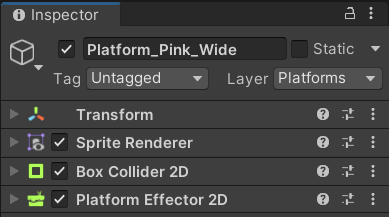 Inspector
Platform_Pink_Wide
Static
Tag Untagged Layer Platforms
Transform
Sprite Renderer
Box Collider 2D
Platform Effector 2D